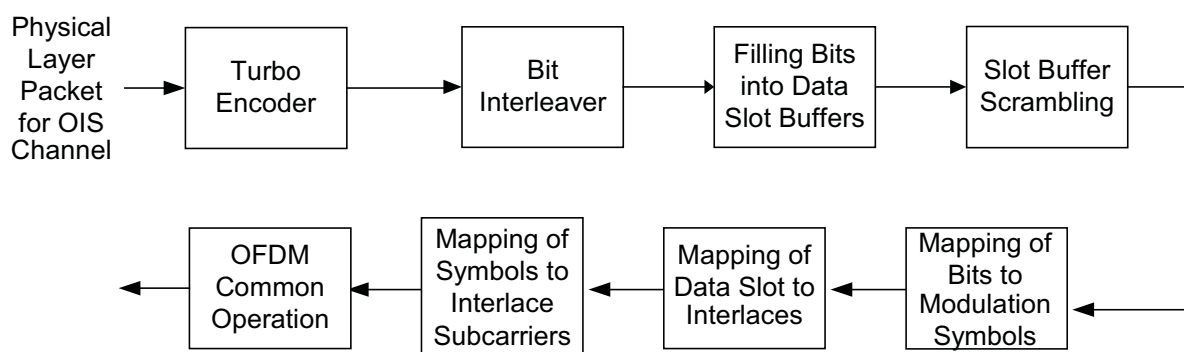 Physical
Layer
Packet
for OIS
Channel
Turbo
Encoder
Bit
Interleaver
Filling Bits
into Data
Slot Buffers
Slot Buffer
Scrambling
Mapping of
Bits to
Modulation
Symbols
Mapping of
Data Slot to
Interlaces
Mapping of
Symbols to
Interlace
Subcarriers
OFDM
Common
Operation